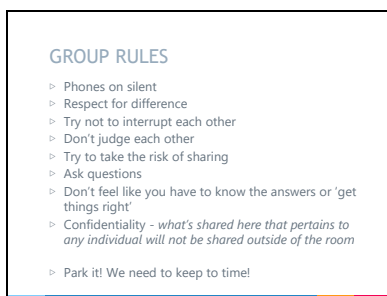 GROUP RULES
▹ Phones on silent
▹ Respect for difference
▹ Try not to interrupt each other
▹ Don't judge each other
▹ Try to take the risk of sharing
▹ Ask questions
▹ Don't feel like you have to know the answers or 'get
things right'
▹ Confidentiality - what's shared here that pertains to
any individual will not be shared outside of the room
▹ Park it! We need to keep to time!